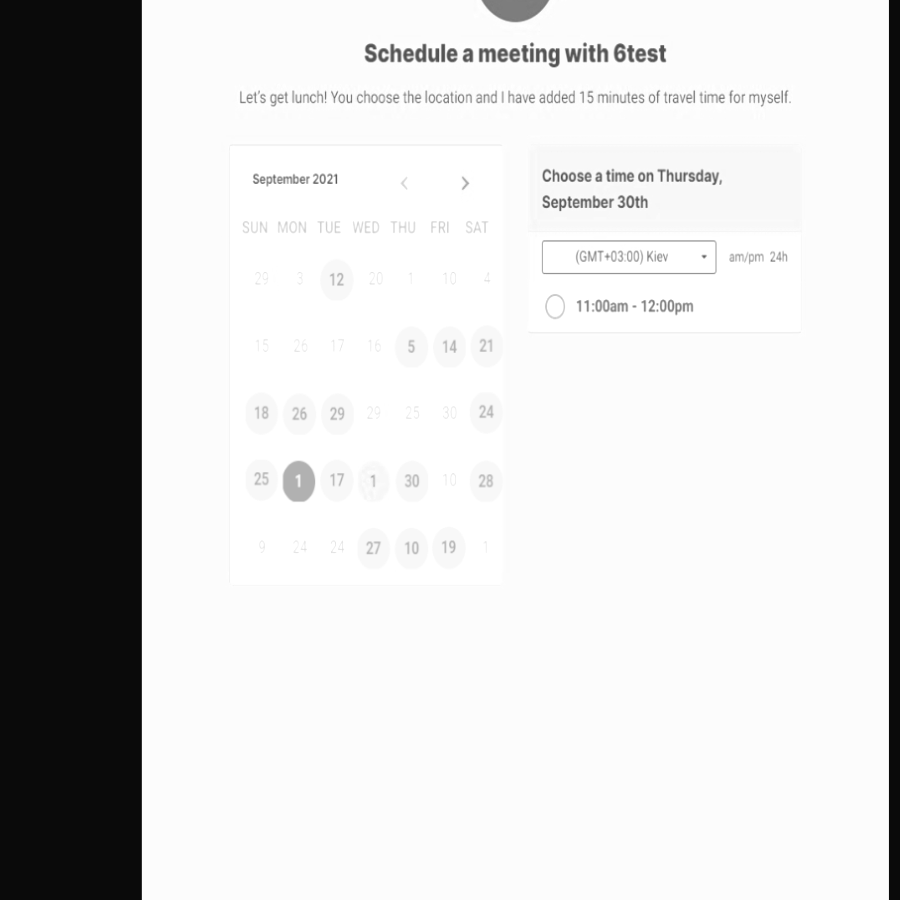 Schedule a meeting with 6test
Let's get lunch! You choose the location and I have added 15 minutes of travel time for myself.
September 2021
SUN MON TUE WED THU FRI SAT
29 3 12 20 1 10 4
15 26 17 16 5 14 21
18 26 29 29 25 30 24
25 1 17 1 30 10 28
9 24 24 27 10 19 1
Choose a time on Thursday,
September 30th
(GMT+03:00) Kiev am/pm 24h
11:00am - 12:00pm